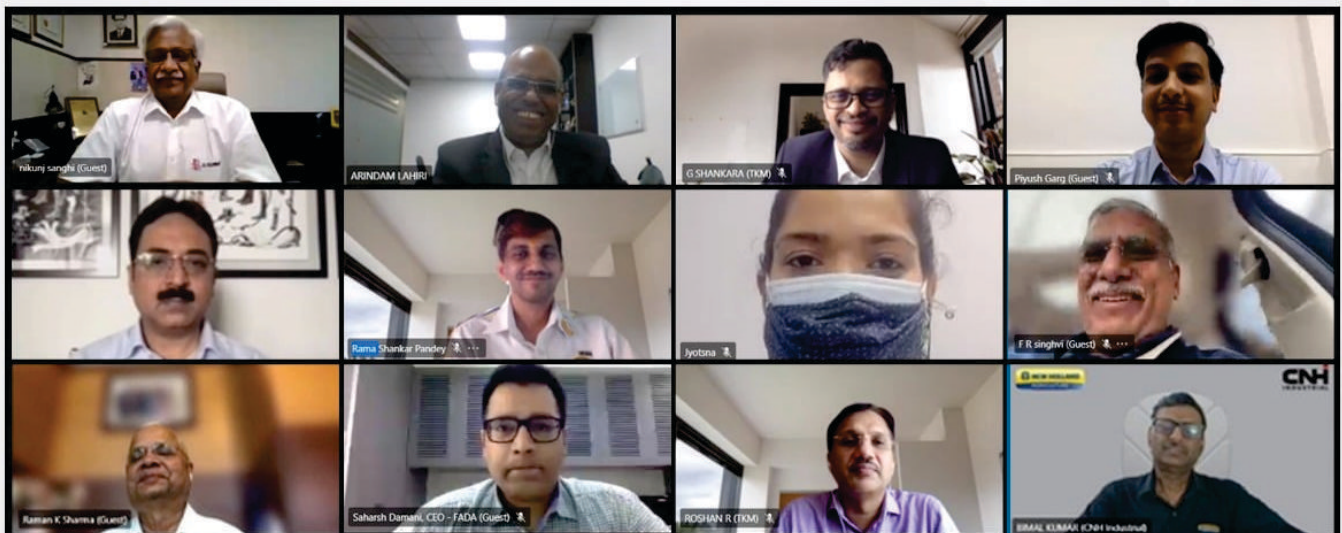 nikunj sanghi (Guest)
ARINDAM LAHIRI
G SHANKARA (TKM)
Piyush Garg (Guest)
Rama Shankar Pandey
Jyotsna
F R singhvi (Guest)
Raman K Sharma (Guest)
Saharsh Damani, CEO - FADA (Guest)
ROSHAN R (TKM)
NEW HOLLAND
CNH
INDUSTRIAL
BIMAL KUMAR (CNH Industrial)